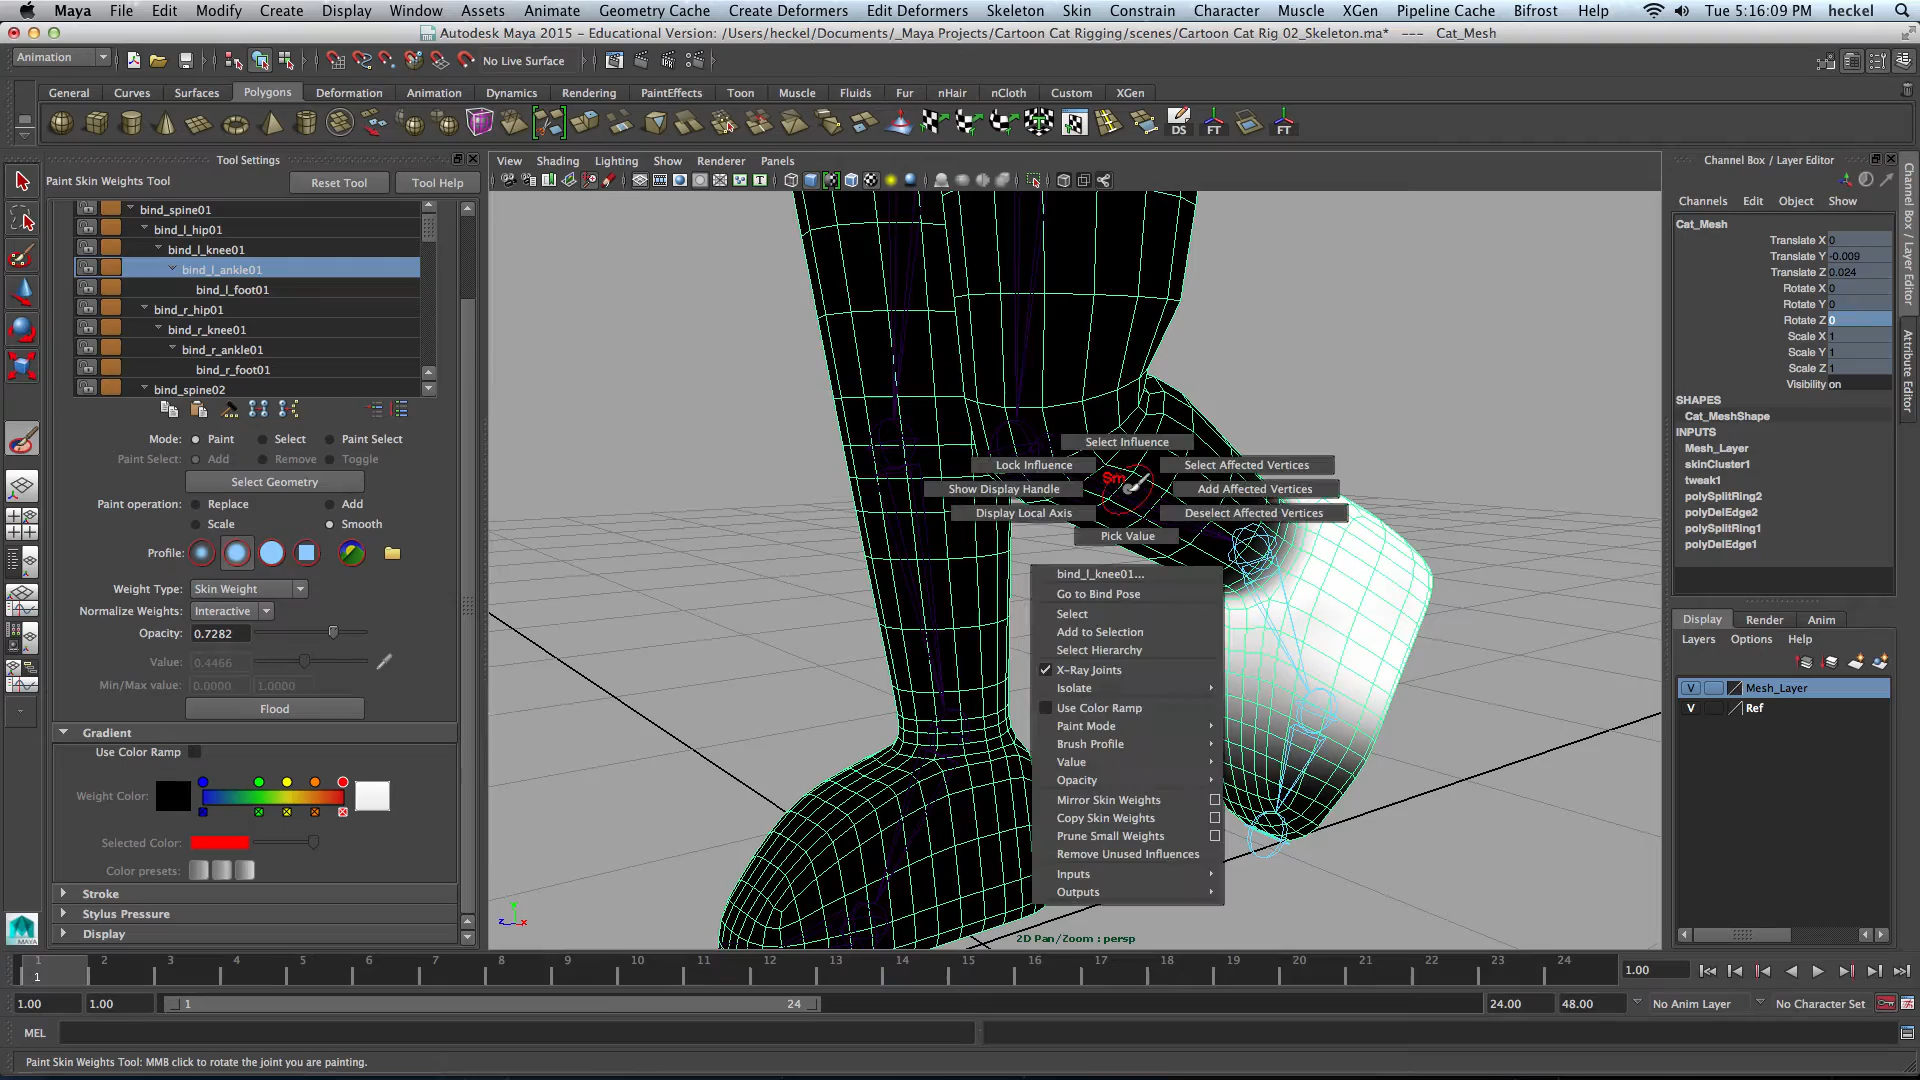 Maya File Edit Modify Create Display Window Assets Animate Geometry Cache Create Deformers Edit Deformers Skeleton Skin Constrain Character Muscle XGen Pipeline Cache Bifrost Help Tue 5:16:09 PM heckel
Autodesk Maya 2015 - Educational Version: /Users/heckel/Documents/_Maya Projects/Cartoon Cat Rigging/scenes/Cartoon Cat Rig 02_Skeleton.ma* --- Cat_Mesh
Animation No Live Surface
General Curves Surfaces Polygons Deformation Animation Dynamics Rendering PaintEffects Toon Muscle Fluids Fur nHair nCloth Custom XGen
DS FT FT
Tool Settings
Paint Skin Weights Tool Reset Tool Tool Help
bind_spine01
bind_l_hip01
bind_l_knee01
bind_l_ankle01
bind_l_foot01
bind_r_hip01
bind_r_knee01
bind_r_ankle01
bind_r_foot01
bind_spine02
Mode: Paint Select Paint Select
Paint Select: Add Remove Toggle
Select Geometry
Paint operation: Replace Add
Scale Smooth
Profile:
Weight Type: Skin Weight
Normalize Weights: Interactive
Opacity: 0.7282
Value: 0.4466
Min/Max value: 0.0000 1.0000
Flood
Gradient
Use Color Ramp
Weight Color:
Selected Color:
Color presets:
Stroke
Stylus Pressure
Display
MAYA
View Shading Lighting Show Renderer Panels
Select Influence
Lock Influence Select Affected Vertices
Sm
Show Display Handle Add Affected Vertices
Display Local Axis Deselect Affected Vertices
Pick Value
bind_l_knee01...
Go to Bind Pose
Select
Add to Selection
Select Hierarchy
X-Ray Joints
Isolate
Use Color Ramp
Paint Mode
Brush Profile
Value
Opacity
Mirror Skin Weights
Copy Skin Weights
Prune Small Weights
Remove Unused Influences
Inputs
Outputs
2D Pan/Zoom : persp
Y
Z X
Channel Box / Layer Editor
Channels Edit Object Show
Cat_Mesh
Translate X 0
Translate Y -0.009
Translate Z 0.024
Rotate X 0
Rotate Y 0
Rotate Z 0
Scale X 1
Scale Y 1
Scale Z 1
Visibility on
SHAPES
Cat_MeshShape
INPUTS
Mesh_Layer
skinCluster1
tweak1
polySplitRing2
polyDelEdge2
polySplitRing1
polyDelEdge1
Display Render Anim
Layers Options Help
V Mesh_Layer
V Ref
Channel Box / Layer Editor
Attribute Editor
1 2 3 4 5 6 7 8 9 10 11 12 13 14 15 16 17 18 19 20 21 22 23 24
1 1.00
1.00 1.00 1 24 24.00 48.00 No Anim Layer No Character Set
MEL
Paint Skin Weights Tool: MMB click to rotate the joint you are painting.